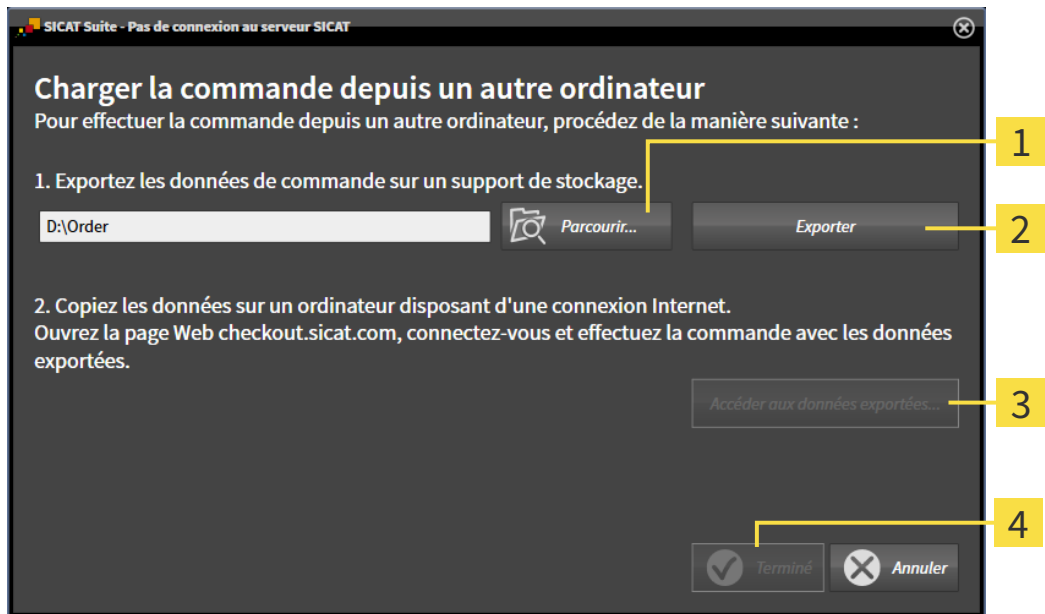 SICAT Suite - Pas de connexion au serveur SICAT
Charger la commande depuis un autre ordinateur
Pour effectuer la commande depuis un autre ordinateur, procédez de la manière suivante :
1
1. Exportez les données de commande sur un support de stockage.
D:\Order
Parcourir...
Exporter
2
2. Copiez les données sur un ordinateur disposant d'une connexion Internet.
Ouvrez la page Web checkout.sicat.com, connectez-vous et effectuez la commande avec les données
exportées.
Accéder aux données exportées...
3
4
Terminé
Annuler